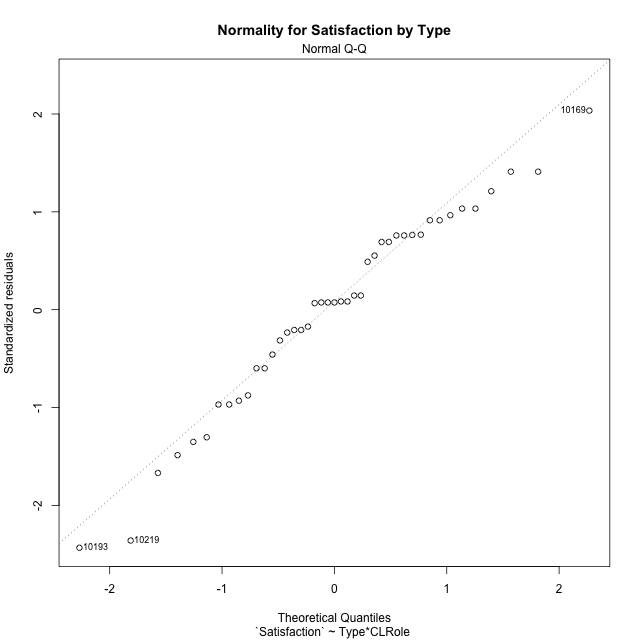 Normality for Satisfaction by Type
Normal Q-Q
Standardized residuals
2
1
0
-1
-2
10169
10219
10193
-2 -1 0 1 2
Theoretical Quantiles
`Satisfaction` ~ Type*CLRole